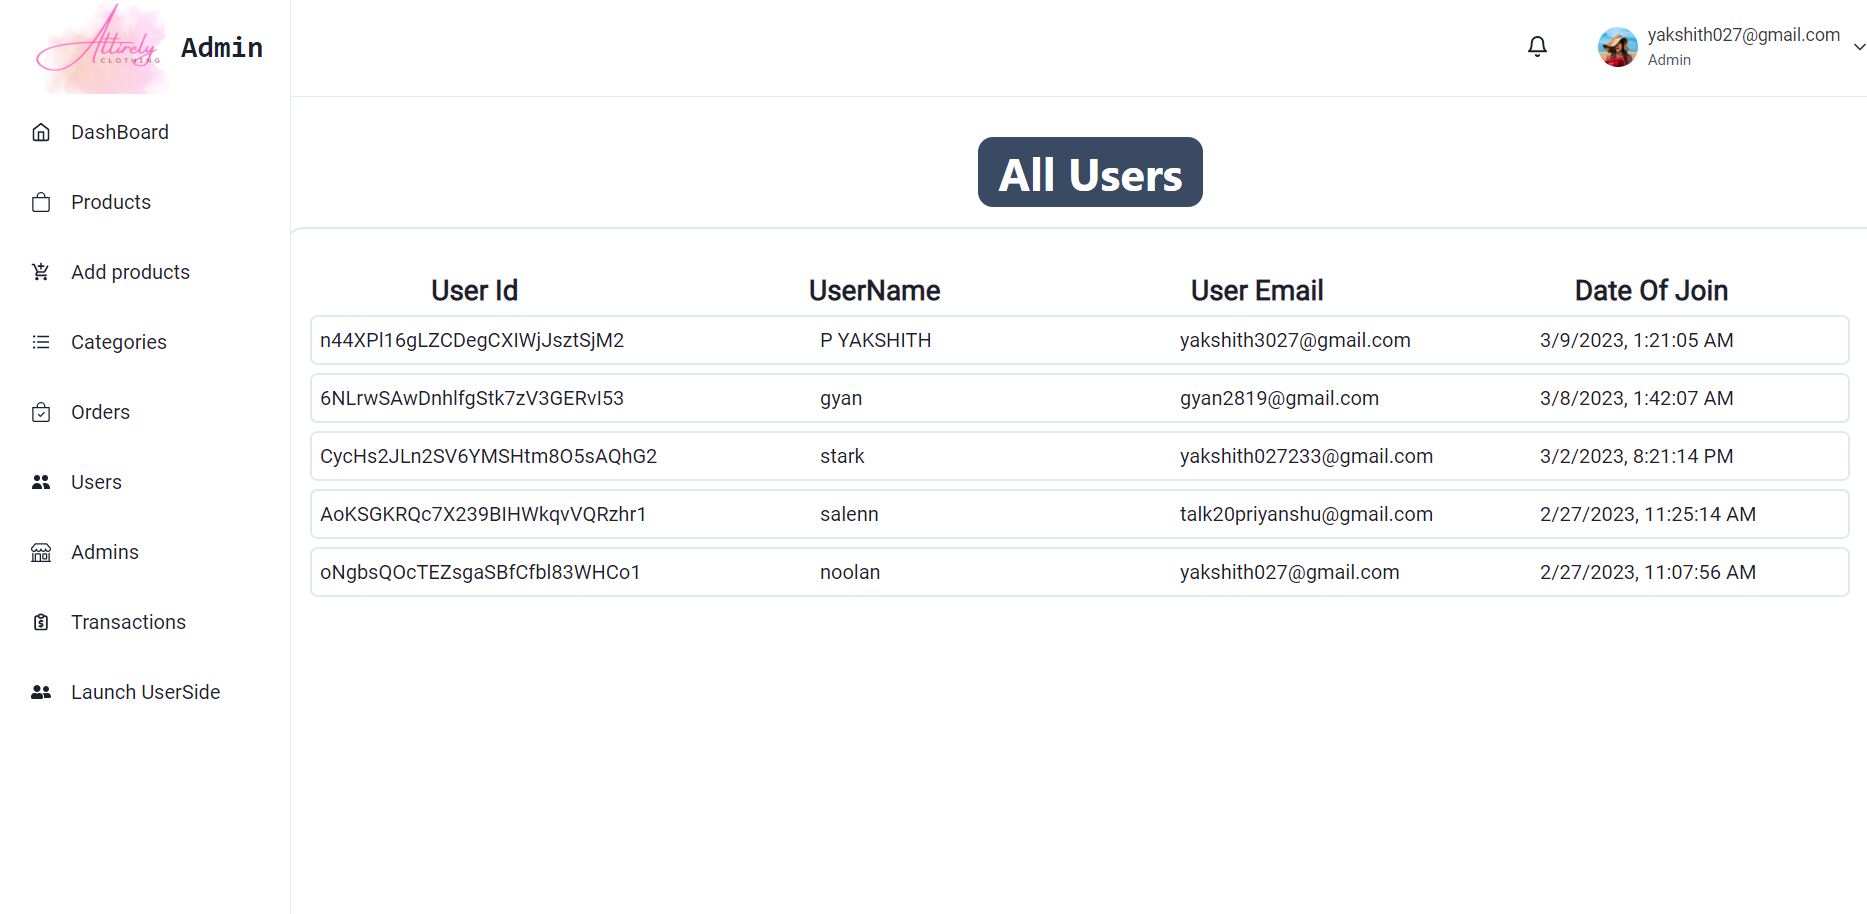 Attirely
CLOTHING
Admin
yakshith027@gmail.com
Admin
DashBoard
Products
Add products
Categories
Orders
Users
Admins
Transactions
Launch UserSide
All Users
User Id UserName User Email Date Of Join
n44XPl16gLZCDegCXIWjJsztSjM2 P YAKSHITH yakshith3027@gmail.com 3/9/2023, 1:21:05 AM
6NLrwSAwDnhlfgStk7zV3GERvI53 gyan gyan2819@gmail.com 3/8/2023, 1:42:07 AM
CycHs2JLn2SV6YMSHtm8O5sAQhG2 stark yakshith027233@gmail.com 3/2/2023, 8:21:14 PM
AoKSGKRQc7X239BIHWkqvVQRzhr1 salenn talk20priyanshu@gmail.com 2/27/2023, 11:25:14 AM
oNgbsQOcTEZsgaSBfCfbl83WHCo1 noolan yakshith027@gmail.com 2/27/2023, 11:07:56 AM